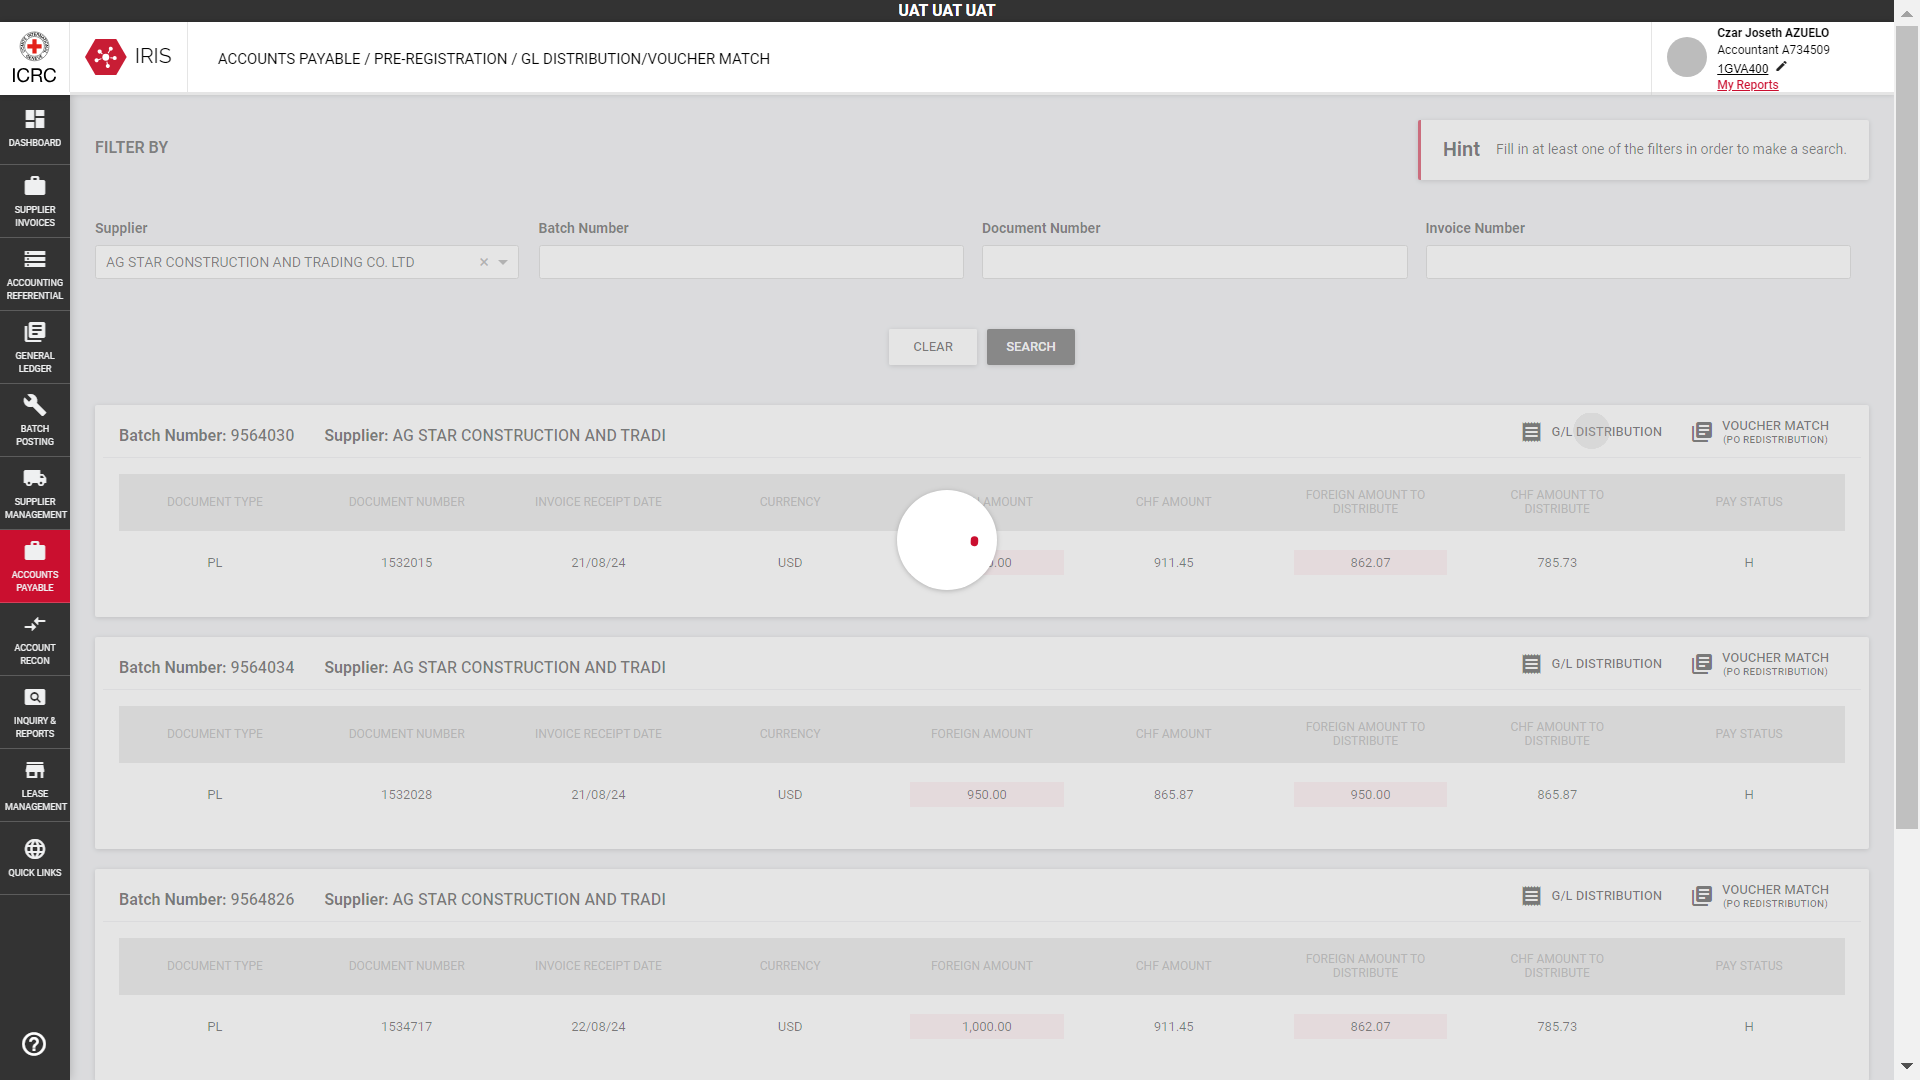 UAT UAT UAT
ICRC
IRIS
ACCOUNTS PAYABLE / PRE-REGISTRATION / GL DISTRIBUTION/VOUCHER MATCH
Czar Joseth AZUELO
Accountant A734509
1GVA400
My Reports
DASHBOARD
SUPPLIER
INVOICES
ACCOUNTING
REFERENTIAL
GENERAL
LEDGER
BATCH
POSTING
SUPPLIER
MANAGEMENT
ACCOUNTS
PAYABLE
ACCOUNT
RECON
INQUIRY &
REPORTS
LEASE
MANAGEMENT
QUICK LINKS
FILTER BY
Hint Fill in at least one of the filters in order to make a search.
Supplier Batch Number Document Number Invoice Number
AG STAR CONSTRUCTION AND TRADING CO. LTD
CLEAR SEARCH
Batch Number: 9564030 Supplier: AG STAR CONSTRUCTION AND TRADI G/L DISTRIBUTION VOUCHER MATCH
(PO REDISTRIBUTION)
DOCUMENT TYPE DOCUMENT NUMBER INVOICE RECEIPT DATE CURRENCY AMOUNT CHF AMOUNT FOREIGN AMOUNT TO DISTRIBUTE CHF AMOUNT TO DISTRIBUTE PAY STATUS
PL 1532015 21/08/24 USD .00 911.45 862.07 785.73 H
Batch Number: 9564034 Supplier: AG STAR CONSTRUCTION AND TRADI G/L DISTRIBUTION VOUCHER MATCH
(PO REDISTRIBUTION)
DOCUMENT TYPE DOCUMENT NUMBER INVOICE RECEIPT DATE CURRENCY FOREIGN AMOUNT CHF AMOUNT FOREIGN AMOUNT TO DISTRIBUTE CHF AMOUNT TO DISTRIBUTE PAY STATUS
PL 1532028 21/08/24 USD 950.00 865.87 950.00 865.87 H
Batch Number: 9564826 Supplier: AG STAR CONSTRUCTION AND TRADI G/L DISTRIBUTION VOUCHER MATCH
(PO REDISTRIBUTION)
DOCUMENT TYPE DOCUMENT NUMBER INVOICE RECEIPT DATE CURRENCY FOREIGN AMOUNT CHF AMOUNT FOREIGN AMOUNT TO DISTRIBUTE CHF AMOUNT TO DISTRIBUTE PAY STATUS
PL 1534717 22/08/24 USD 1,000.00 911.45 862.07 785.73 H